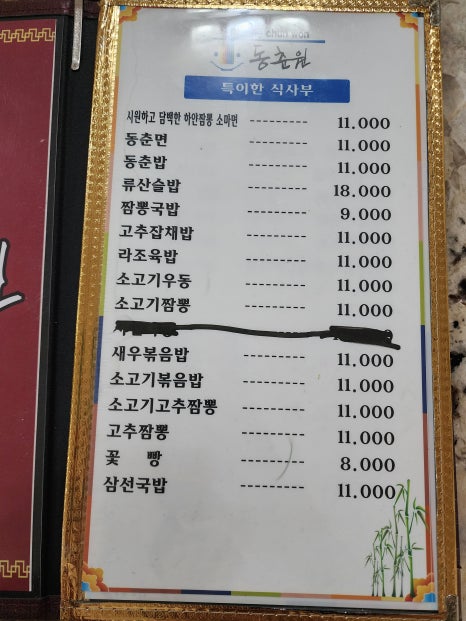 chun won
동춘원
특이한 식사부
시원하고 담백한 하얀짬뽕 소마면 ---------- 11.000
동춘면 ---------- 11.000
동춘밥 ---------- 11.000
류산슬밥 ---------- 18.000
짬뽕국밥 ---------- 9.000
고추잡채밥 ---------- 11.000
라조육밥 ---------- 11.000
소고기우동 ---------- 11.000
소고기짬뽕 ---------- 11.000
새우볶음밥 ---------- 11.000
소고기볶음밥 ---------- 11.000
소고기고추짬뽕 ---------- 11.000
고추짬뽕 ---------- 11.000
꽃 빵 ---------- 8.000
삼선국밥 ---------- 11.000